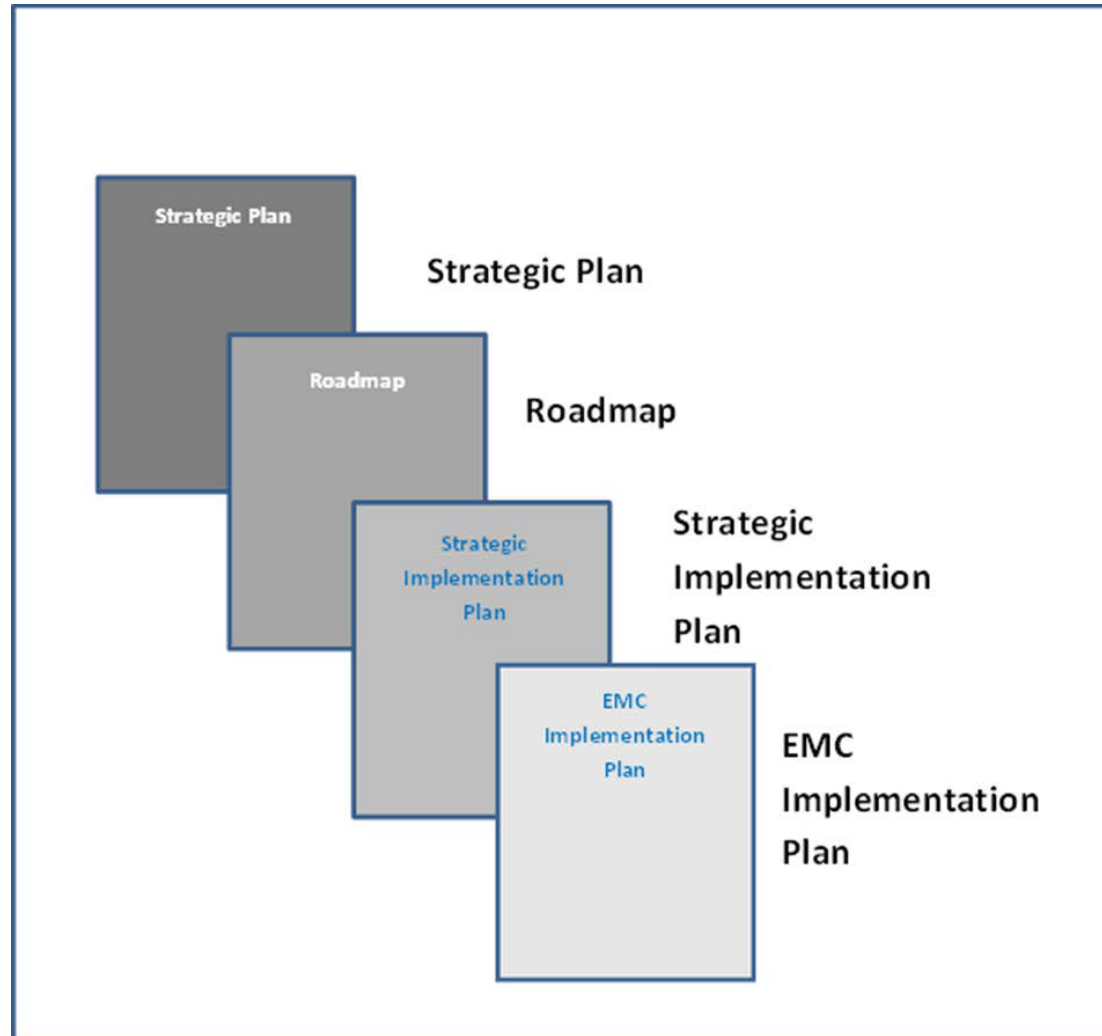 Strategic Plan
Strategic Plan
Roadmap
Roadmap
Strategic
Implementation
Plan
Strategic
Implementation
Plan
EMC
Implementation
Plan
EMC
Implementation
Plan